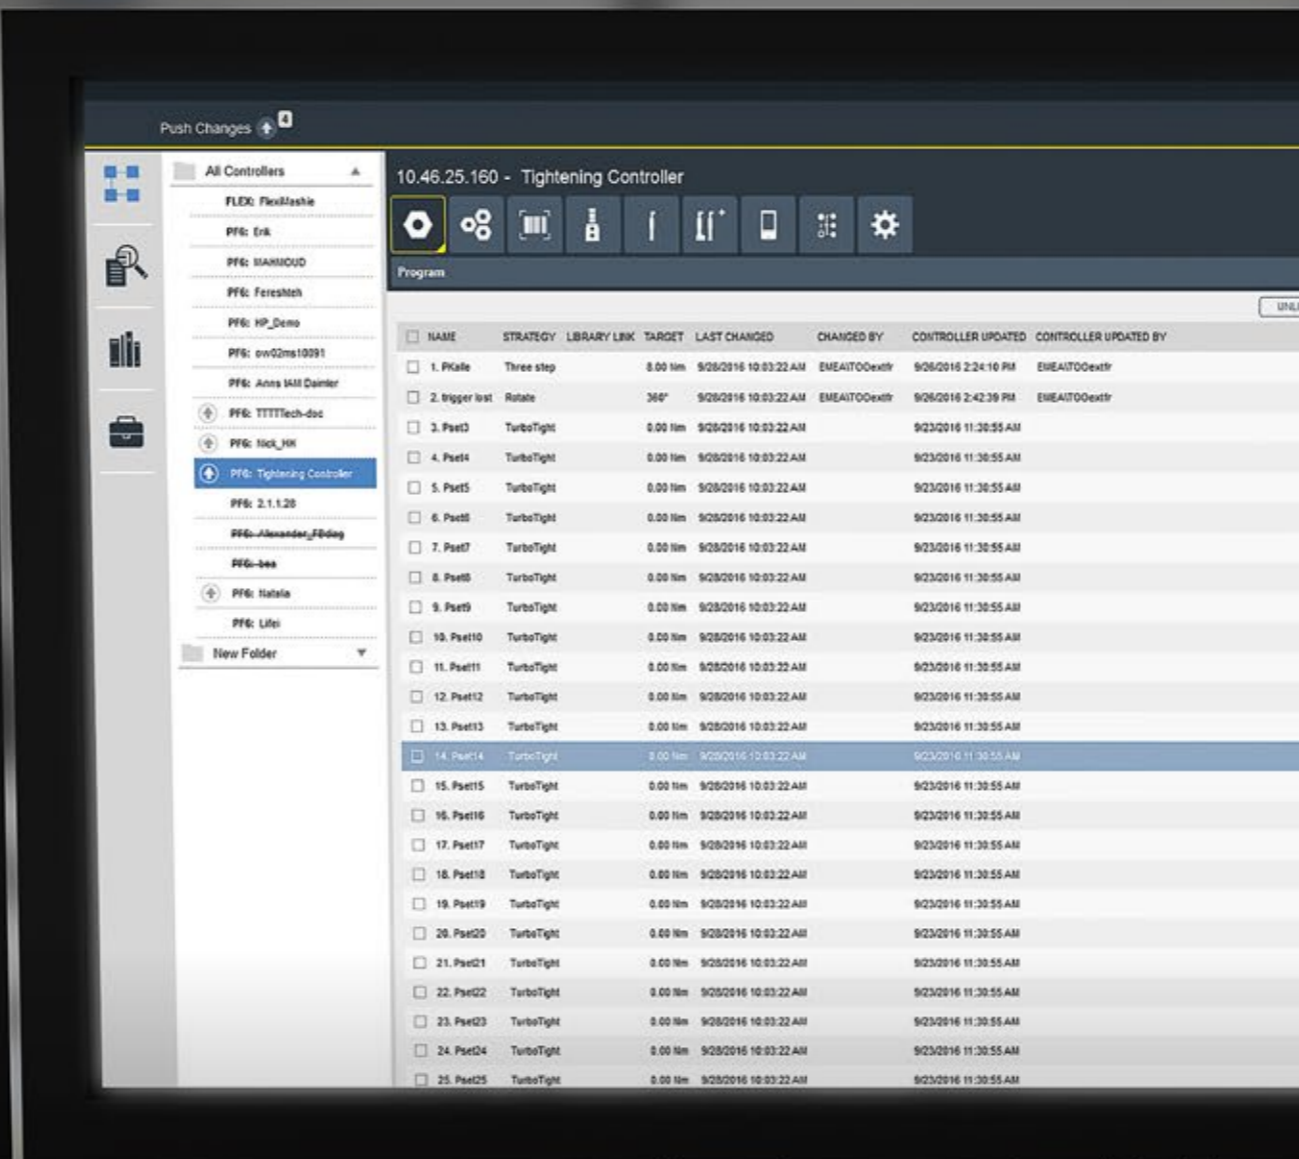 Push Changes 4
All Controllers
FLEX: FlexMashie
PF6: Erik
PF6: MAHMOUD
PF6: Fereshteh
PF6: HP_Demo
PF6: ow02ms10091
PF6: Anns IAM Daimler
PF6: TTTTTech-doc
PF6: Nick_HH
PF6: Tightening Controller
PF6: 2.1.1.28
PF6: Alexander_FBdiag
PF6: bea
PF6: Natalia
PF6: Lifei
New Folder
10.46.25.160 - Tightening Controller
Program
NAME STRATEGY LIBRARY LINK TARGET LAST CHANGED CHANGED BY CONTROLLER UPDATED CONTROLLER UPDATED BY
1. PKalle Three step 8.00 Nm 9/28/2016 10:03:22 AM EMEA\TOOextfr 9/26/2016 2:24:10 PM EMEA\TOOextfr
2. trigger lost Rotate 360° 9/28/2016 10:03:22 AM EMEA\TOOextfr 9/26/2016 2:42:39 PM EMEA\TOOextfr
3. Pset3 TurboTight 0.00 Nm 9/28/2016 10:03:22 AM 9/23/2016 11:30:55 AM
4. Pset4 TurboTight 0.00 Nm 9/28/2016 10:03:22 AM 9/23/2016 11:30:55 AM
5. Pset5 TurboTight 0.00 Nm 9/28/2016 10:03:22 AM 9/23/2016 11:30:55 AM
6. Pset6 TurboTight 0.00 Nm 9/28/2016 10:03:22 AM 9/23/2016 11:30:55 AM
7. Pset7 TurboTight 0.00 Nm 9/28/2016 10:03:22 AM 9/23/2016 11:30:55 AM
8. Pset8 TurboTight 0.00 Nm 9/28/2016 10:03:22 AM 9/23/2016 11:30:55 AM
9. Pset9 TurboTight 0.00 Nm 9/28/2016 10:03:22 AM 9/23/2016 11:30:55 AM
10. Pset10 TurboTight 0.00 Nm 9/28/2016 10:03:22 AM 9/23/2016 11:30:55 AM
11. Pset11 TurboTight 0.00 Nm 9/28/2016 10:03:22 AM 9/23/2016 11:30:55 AM
12. Pset12 TurboTight 0.00 Nm 9/28/2016 10:03:22 AM 9/23/2016 11:30:55 AM
13. Pset13 TurboTight 0.00 Nm 9/28/2016 10:03:22 AM 9/23/2016 11:30:55 AM
14. Pset14 TurboTight 0.00 Nm 9/28/2016 10:03:22 AM 9/23/2016 11:30:55 AM
15. Pset15 TurboTight 0.00 Nm 9/28/2016 10:03:22 AM 9/23/2016 11:30:55 AM
16. Pset16 TurboTight 0.00 Nm 9/28/2016 10:03:22 AM 9/23/2016 11:30:55 AM
17. Pset17 TurboTight 0.00 Nm 9/28/2016 10:03:22 AM 9/23/2016 11:30:55 AM
18. Pset18 TurboTight 0.00 Nm 9/28/2016 10:03:22 AM 9/23/2016 11:30:55 AM
19. Pset19 TurboTight 0.00 Nm 9/28/2016 10:03:22 AM 9/23/2016 11:30:55 AM
20. Pset20 TurboTight 0.00 Nm 9/28/2016 10:03:22 AM 9/23/2016 11:30:55 AM
21. Pset21 TurboTight 0.00 Nm 9/28/2016 10:03:22 AM 9/23/2016 11:30:55 AM
22. Pset22 TurboTight 0.00 Nm 9/28/2016 10:03:22 AM 9/23/2016 11:30:55 AM
23. Pset23 TurboTight 0.00 Nm 9/28/2016 10:03:22 AM 9/23/2016 11:30:55 AM
24. Pset24 TurboTight 0.00 Nm 9/28/2016 10:03:22 AM 9/23/2016 11:30:55 AM
25. Pset25 TurboTight 0.00 Nm 9/28/2016 10:03:22 AM 9/23/2016 11:30:55 AM